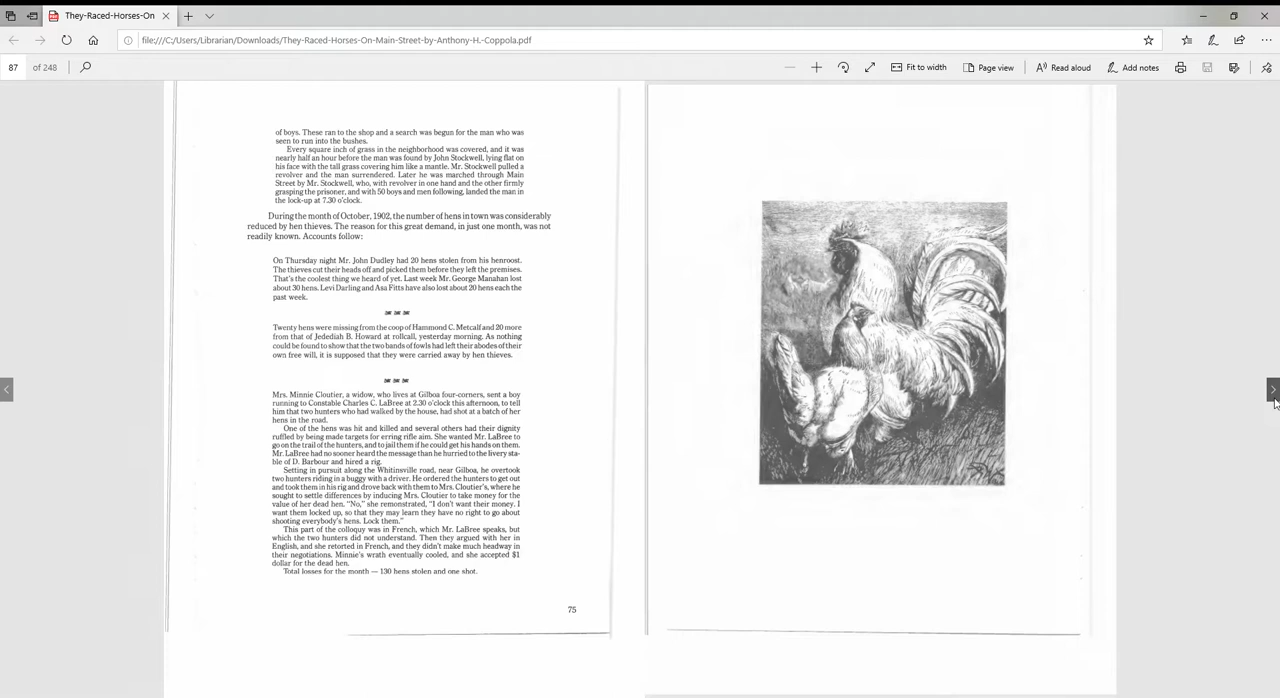 They-Raced-Horses-On
file:///C:/Users/Librarian/Downloads/They-Raced-Horses-On-Main-Street-by-Anthony-H.-Coppola.pdf
87 of 248
Fit to width
Page view
Read aloud
Add notes
of boys. These ran to the shop and a search was begun for the man who was
seen to run into the bushes.
Every square inch of grass in the neighborhood was covered, and it was
nearly half an hour before the man was found by John Stockwell, lying flat on
his face with the tall grass covering him like a mantle. Mr. Stockwell pulled a
revolver and the man surrendered. Later he was marched through Main
Street by Mr. Stockwell, who, with revolver in one hand and the other firmly
grasping the prisoner, and with 50 boys and men following, landed the man in
the lock-up at 7.30 o'clock.
During the month of October, 1902, the number of hens in town was considerably
reduced by hen thieves. The reason for this great demand, in just one month, was not
readily known. Accounts follow:
On Thursday night Mr. John Dudley had 20 hens stolen from his henroost.
The thieves cut their heads off and picked them before they left the premises.
That's the coolest thing we heard of yet. Last week Mr. George Manahan lost
about 30 hens. Levi Darling and Asa Fitts have also lost about 20 hens each the
past week.
Twenty hens were missing from the coop of Hammond C. Metcalf and 20 more
from that of Jedediah B. Howard at rollcall, yesterday morning. As nothing
could be found to show that the two bands of fowls had left their abodes of their
own free will, it is supposed that they were carried away by hen thieves.
Mrs. Minnie Cloutier, a widow, who lives at Gilboa four-corners, sent a boy
running to Constable Charles C. LaBree at 2.30 o'clock this afternoon, to tell
him that two hunters who had walked by the house, had shot at a batch of her
hens in the road.
One of the hens was hit and killed and several others had their dignity
ruffled by being made targets for erring rifle aim. She wanted Mr. LaBree to
go on the trail of the hunters, and to jail them if he could get his hands on them.
Mr. LaBree had no sooner heard the message than he hurried to the livery sta-
ble of D. Barbour and hired a rig.
Setting in pursuit along the Whitinsville road, near Gilboa, he overtook
two hunters riding in a buggy with a driver. He ordered the hunters to get out
and took them in his rig and drove back with them to Mrs. Cloutier's, where he
sought to settle differences by inducing Mrs. Cloutier to take money for the
value of her dead hen. "No," she remonstrated, "I don't want their money. I
want them locked up, so that they may learn they have no right to go about
shooting everybody's hens. Lock them."
This part of the colloquy was in French, which Mr. LaBree speaks, but
which the two hunters did not understand. Then they argued with her in
English, and she retorted in French, and they didn't make much headway in
their negotiations. Minnie's wrath eventually cooled, and she accepted $1
dollar for the dead hen.
Total losses for the month — 130 hens stolen and one shot.
75